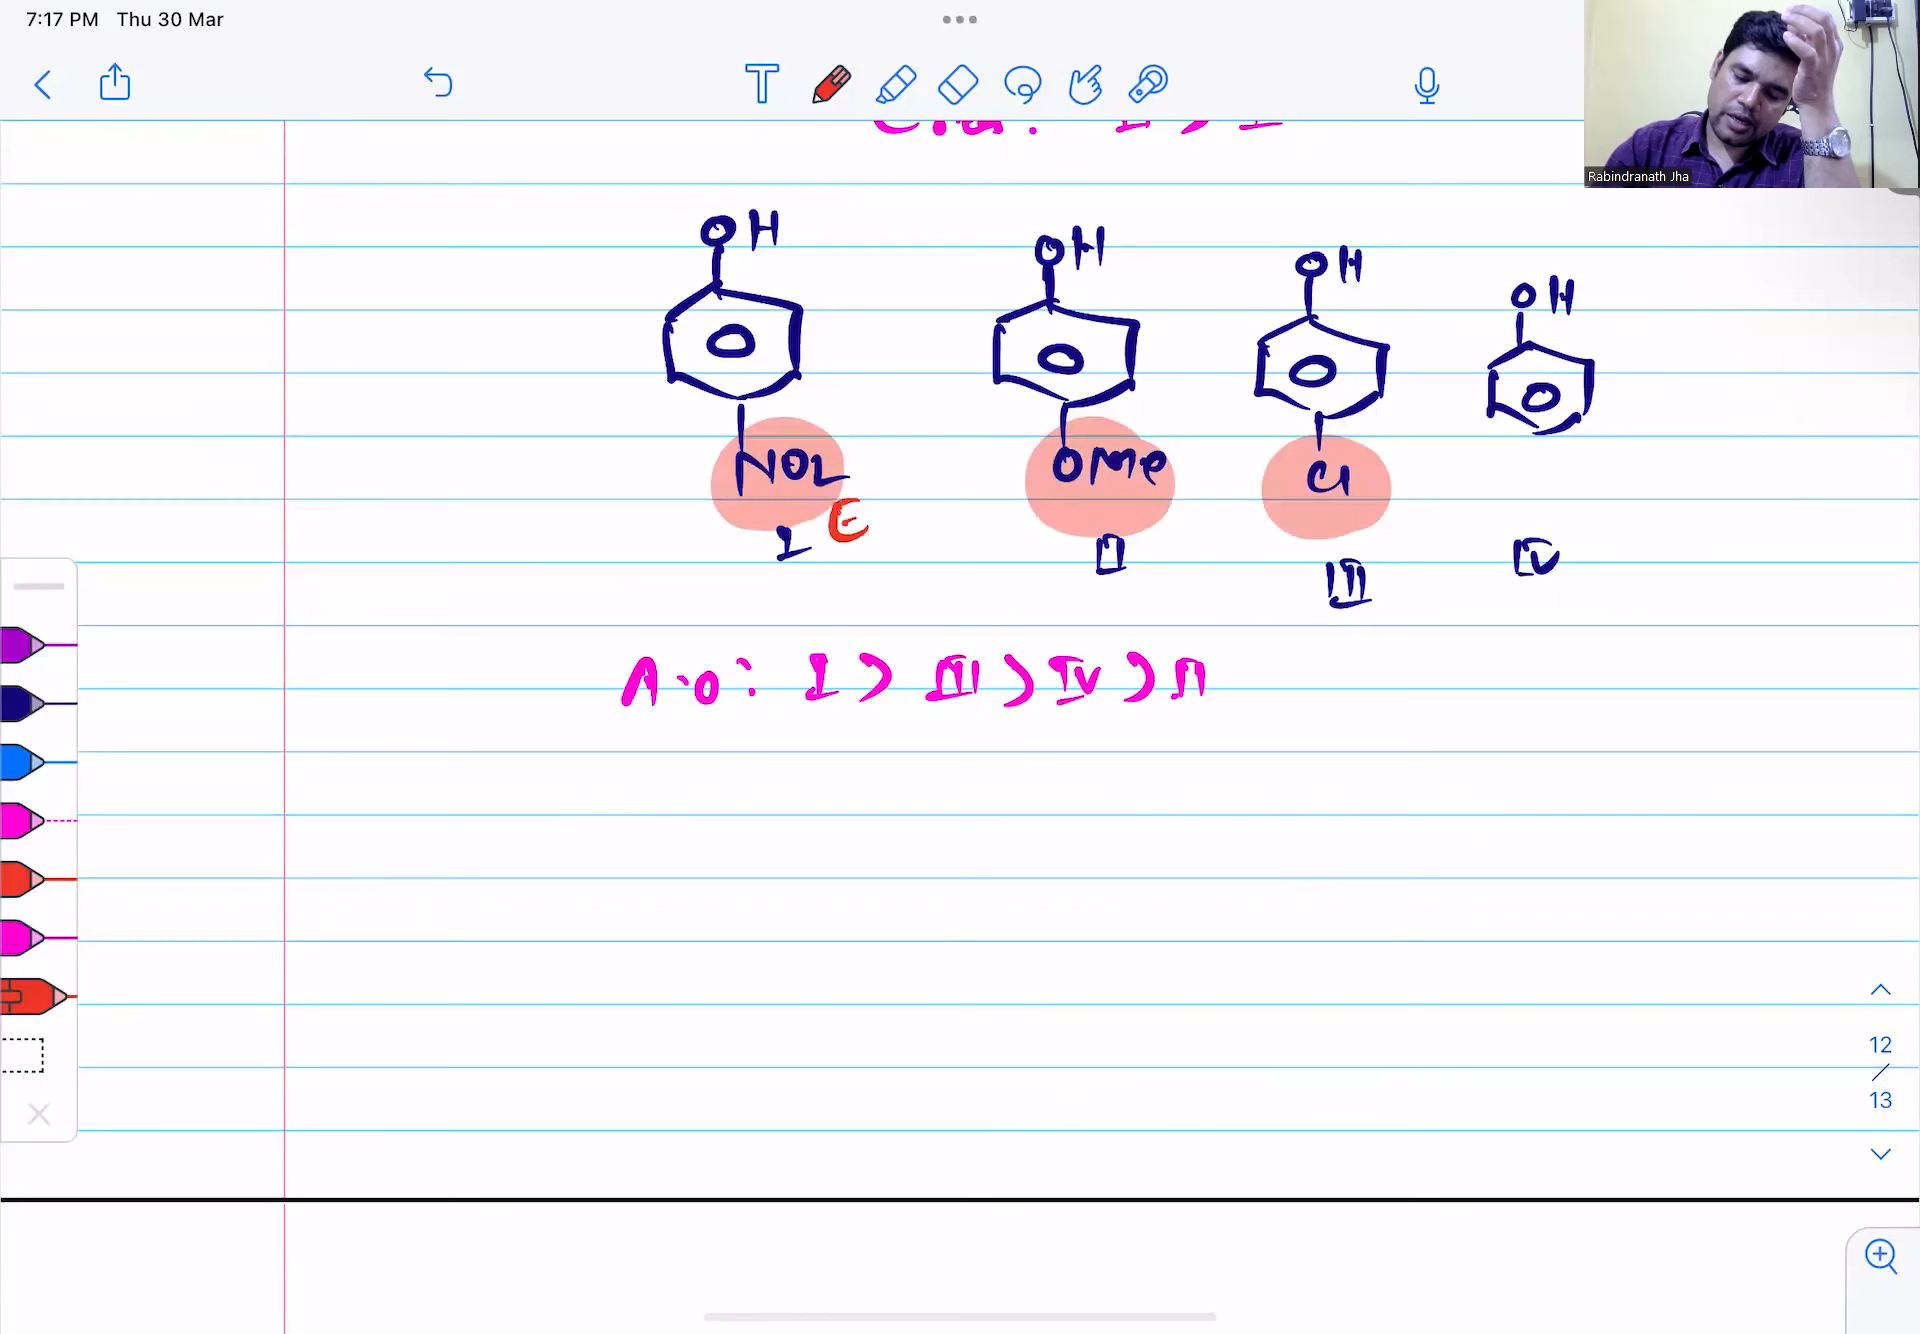 7:17 PM Thu 30 Mar
Rabindranath Jha
OH OH OH OH
NO2 OMe Cl
I II III IV
A.O: I > III > IV > II
12
/
13